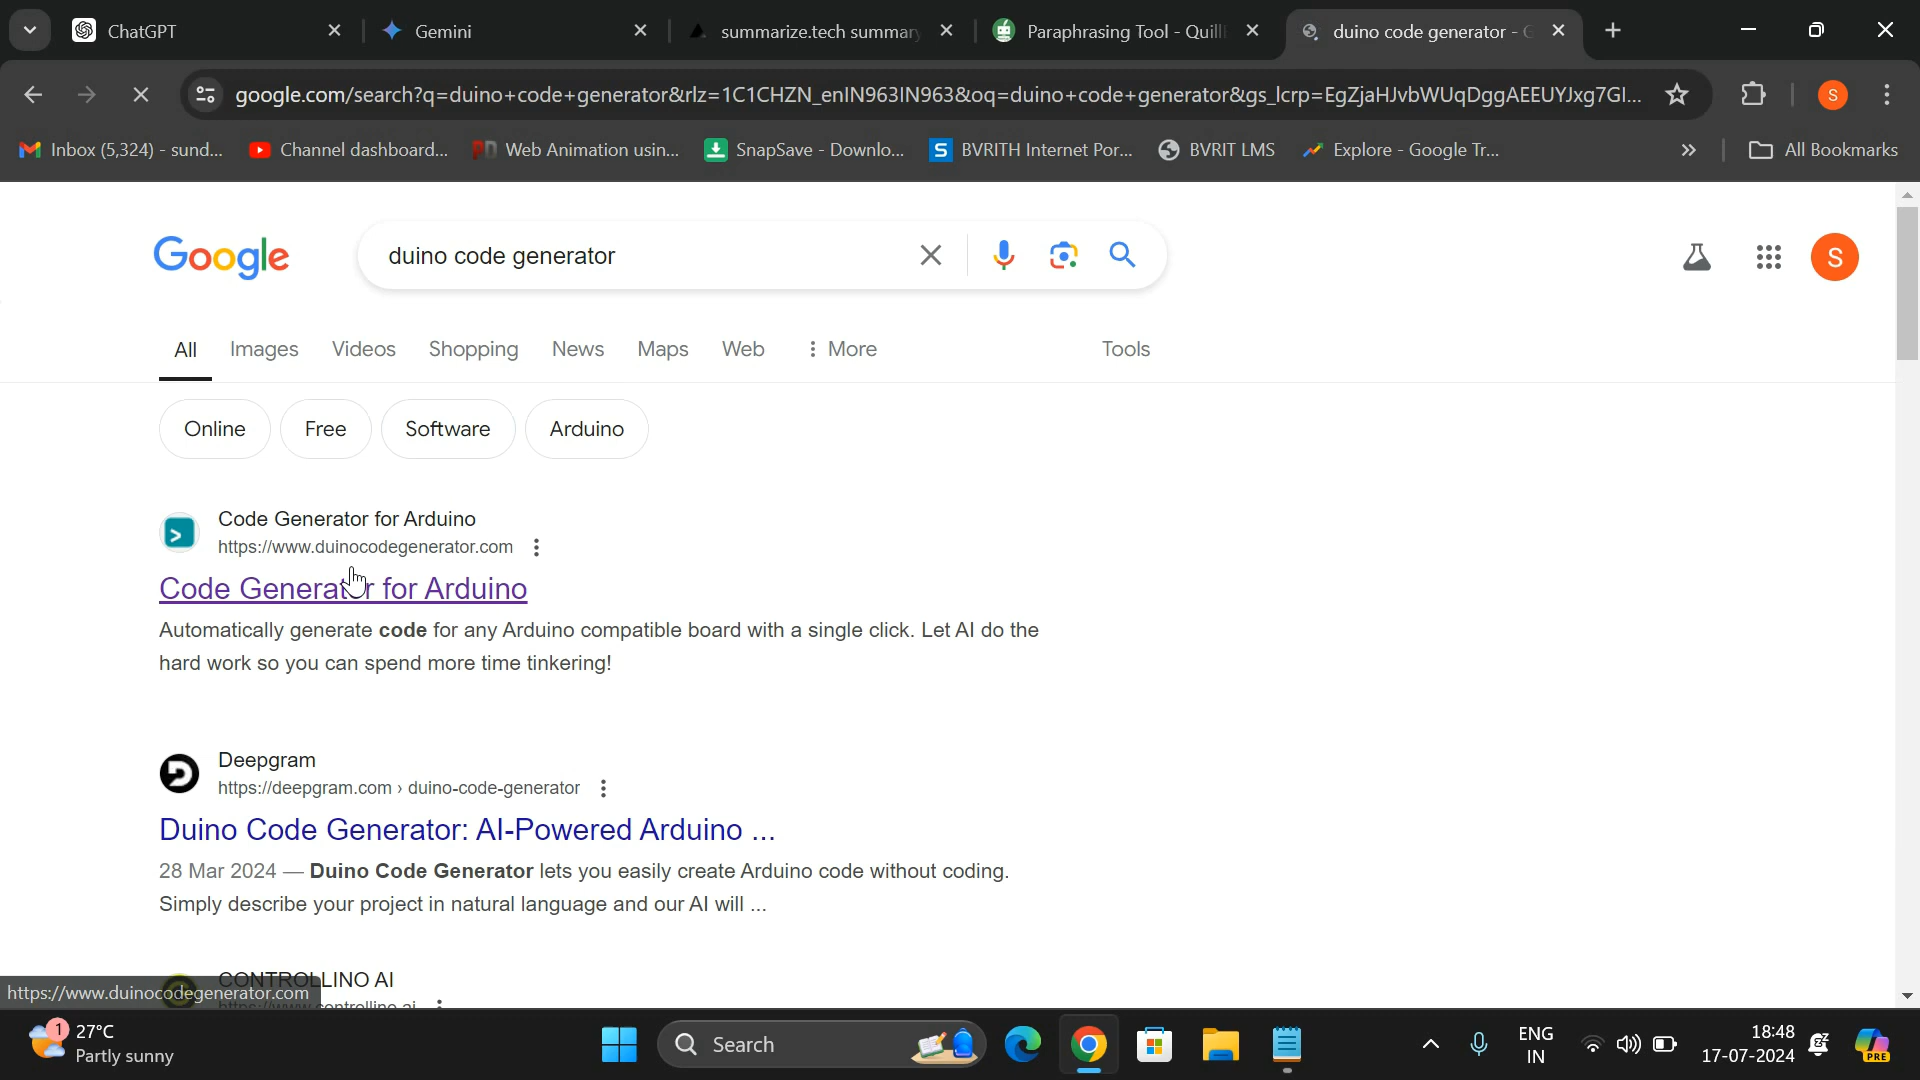 ChatGPT
Gemini
summarize.tech summary
Paraphrasing Tool - Quill
duino code generator - G
google.com/search?q=duino+code+generator&rlz=1C1CHZN_enIN963IN963&oq=duino+code+generator&gs_lcrp=EgZjaHJvbWUqDggAEEUYJxg7Gl...
S
Inbox (5,324) - sund...
Channel dashboard...
Web Animation usin...
SnapSave - Downlo...
BVRITH Internet Por...
BVRIT LMS
Explore - Google Tr...
»
All Bookmarks
Google
duino code generator
S
All
Images
Videos
Shopping
News
Maps
Web
More
Tools
Online
Free
Software
Arduino
Code Generator for Arduino
https://www.duinocodegenerator.com
Code Generator for Arduino
Automatically generate code for any Arduino compatible board with a single click. Let AI do the
hard work so you can spend more time tinkering!
Deepgram
https://deepgram.com › duino-code-generator
Duino Code Generator: AI-Powered Arduino ...
28 Mar 2024 — Duino Code Generator lets you easily create Arduino code without coding.
Simply describe your project in natural language and our AI will ...
CONTROLLINO AI
https://www.duinocodegenerator.com
1
27°C
Partly sunny
Search
ENG
IN
18:48
17-07-2024
PRE